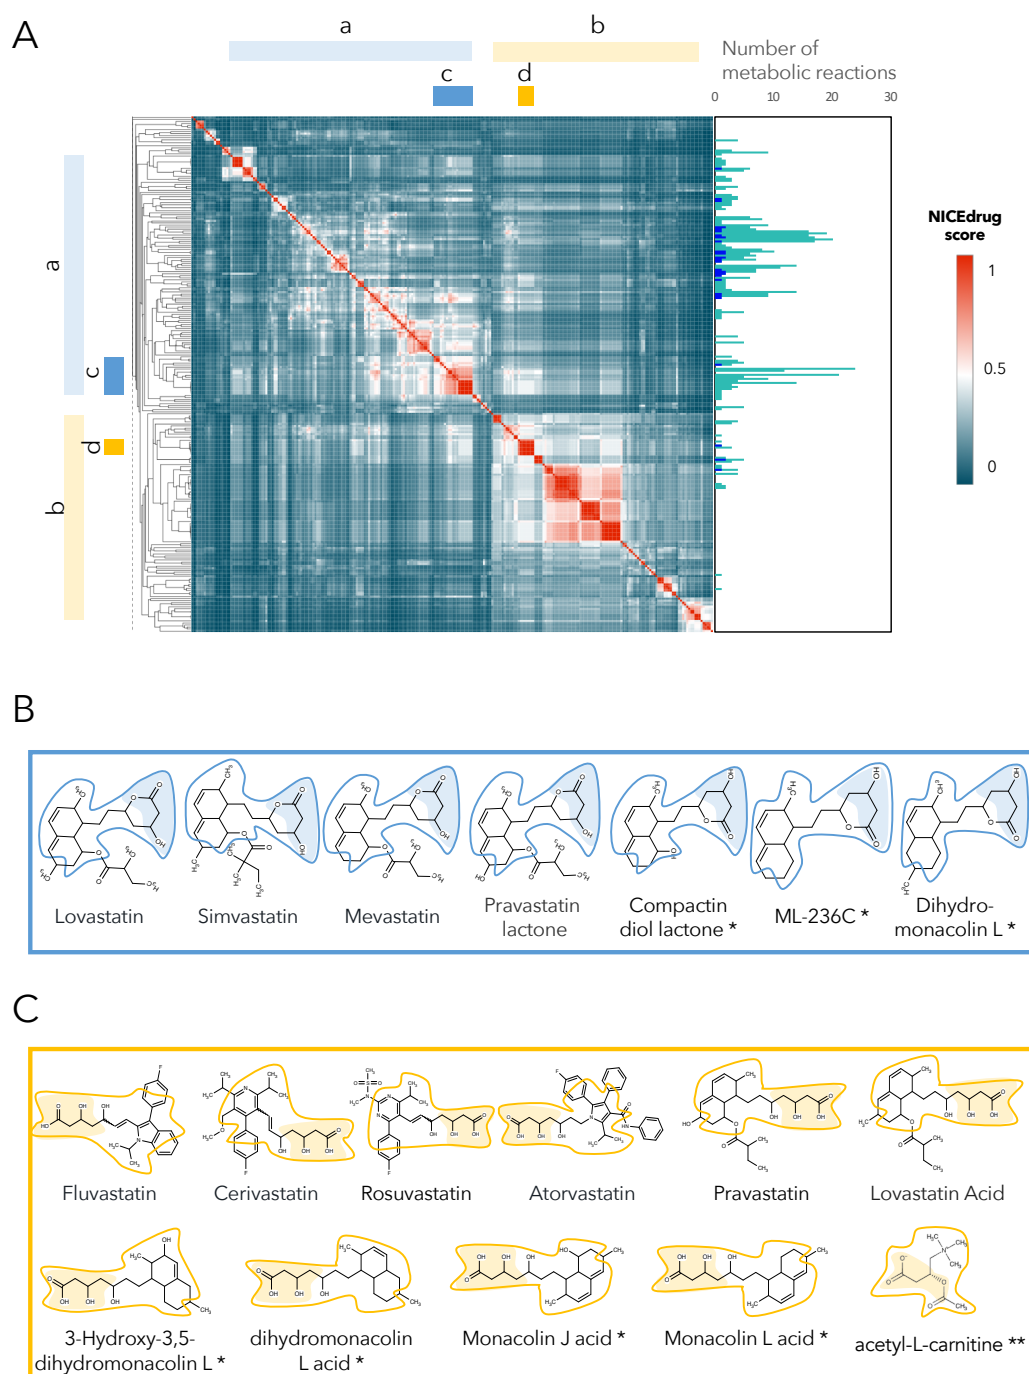 A
a
b
c
d
Number of
metabolic reactions
0 10 20 30
a
c
d
b
NICEdrug
score
1
0.5
0
B
Lovastatin
Simvastatin
Mevastatin
Pravastatin
lactone
Compactin
diol lactone *
ML-236C *
Dihydro-
monacolin L *
C
Fluvastatin
Cerivastatin
Rosuvastatin
Atorvastatin
Pravastatin
Lovastatin Acid
3-Hydroxy-3,5-
dihydromonacolin L *
dihydromonacolin
L acid *
Monacolin J acid *
Monacolin L acid *
acetyl-L-carnitine **